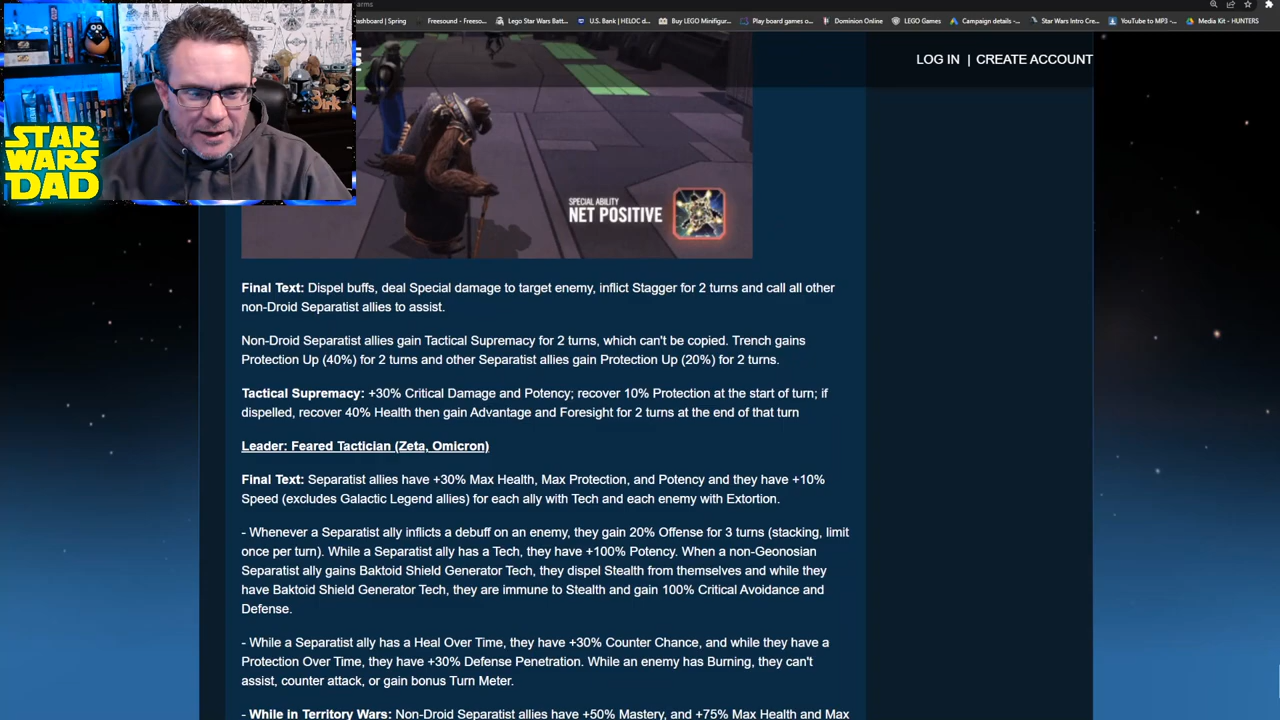 arms
shboard | Spring
Freesound - Freeso...
Lego Star Wars Batt...
U.S. Bank | HELOC d...
Buy LEGO Minifigur...
Play board games o...
Dominion Online
LEGO Games
Campaign details -...
Star Wars Intro Cre...
YouTube to MP3 -...
Media Kit - HUNTERS
LOG IN | CREATE ACCOUNT
STAR
WARS
DAD
SPECIAL ABILITY
NET POSITIVE
Final Text: Dispel buffs, deal Special damage to target enemy, inflict Stagger for 2 turns and call all other
non-Droid Separatist allies to assist.
Non-Droid Separatist allies gain Tactical Supremacy for 2 turns, which can't be copied. Trench gains
Protection Up (40%) for 2 turns and other Separatist allies gain Protection Up (20%) for 2 turns.
Tactical Supremacy: +30% Critical Damage and Potency; recover 10% Protection at the start of turn; if
dispelled, recover 40% Health then gain Advantage and Foresight for 2 turns at the end of that turn
Leader: Feared Tactician (Zeta, Omicron)
Final Text: Separatist allies have +30% Max Health, Max Protection, and Potency and they have +10%
Speed (excludes Galactic Legend allies) for each ally with Tech and each enemy with Extortion.
- Whenever a Separatist ally inflicts a debuff on an enemy, they gain 20% Offense for 3 turns (stacking, limit
once per turn). While a Separatist ally has a Tech, they have +100% Potency. When a non-Geonosian
Separatist ally gains Baktoid Shield Generator Tech, they dispel Stealth from themselves and while they
have Baktoid Shield Generator Tech, they are immune to Stealth and gain 100% Critical Avoidance and
Defense.
- While a Separatist ally has a Heal Over Time, they have +30% Counter Chance, and while they have a
Protection Over Time, they have +30% Defense Penetration. While an enemy has Burning, they can't
assist, counter attack, or gain bonus Turn Meter.
- While in Territory Wars: Non-Droid Separatist allies have +50% Mastery, and +75% Max Health and Max